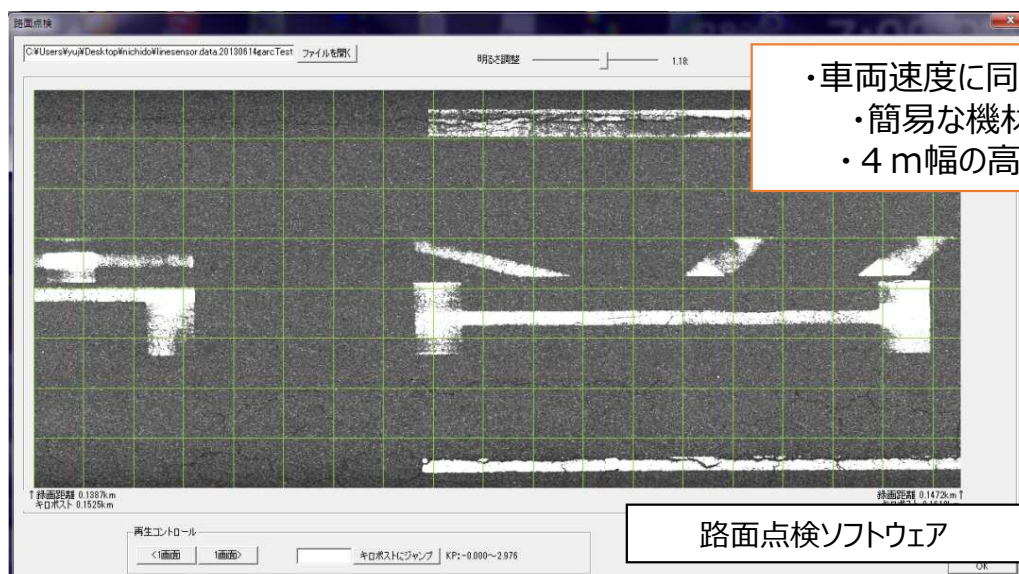 路面点検
C:¥Users¥yuj¥Desktop¥nichido¥linesensor.data.20130614garcTest
ファイルを開く
明るさ調整
1.18
・車両速度に同
・簡易な機材
・４ｍ幅の高
↑録画距離 0.1387km
キロポスト 0.1525km
録画距離 0.1472km↑
再生コントロール
<1画面
1画面>
キロポストにジャンプ
KP:-0.000～2.976
路面点検ソフトウェア
OK